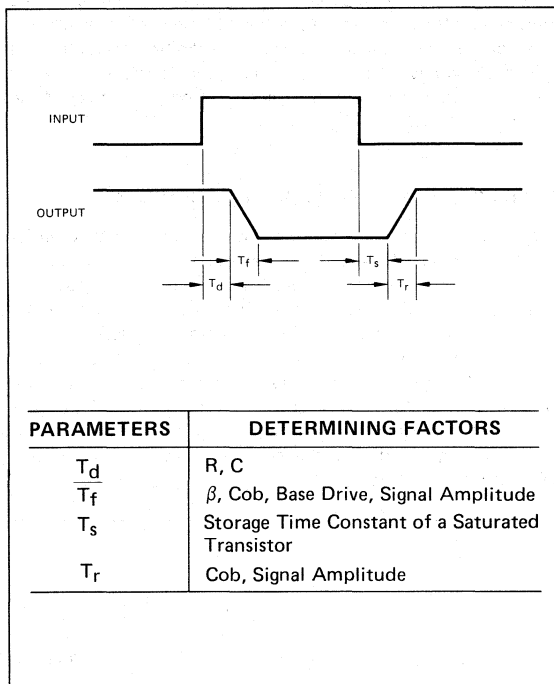 INPUT
OUTPUT
Tf
Ts
Td
Tr
PARAMETERS DETERMINING FACTORS
Td R, C
Tf β, Cob, Base Drive, Signal Amplitude
Ts Storage Time Constant of a Saturated
Transistor
Tr Cob, Signal Amplitude